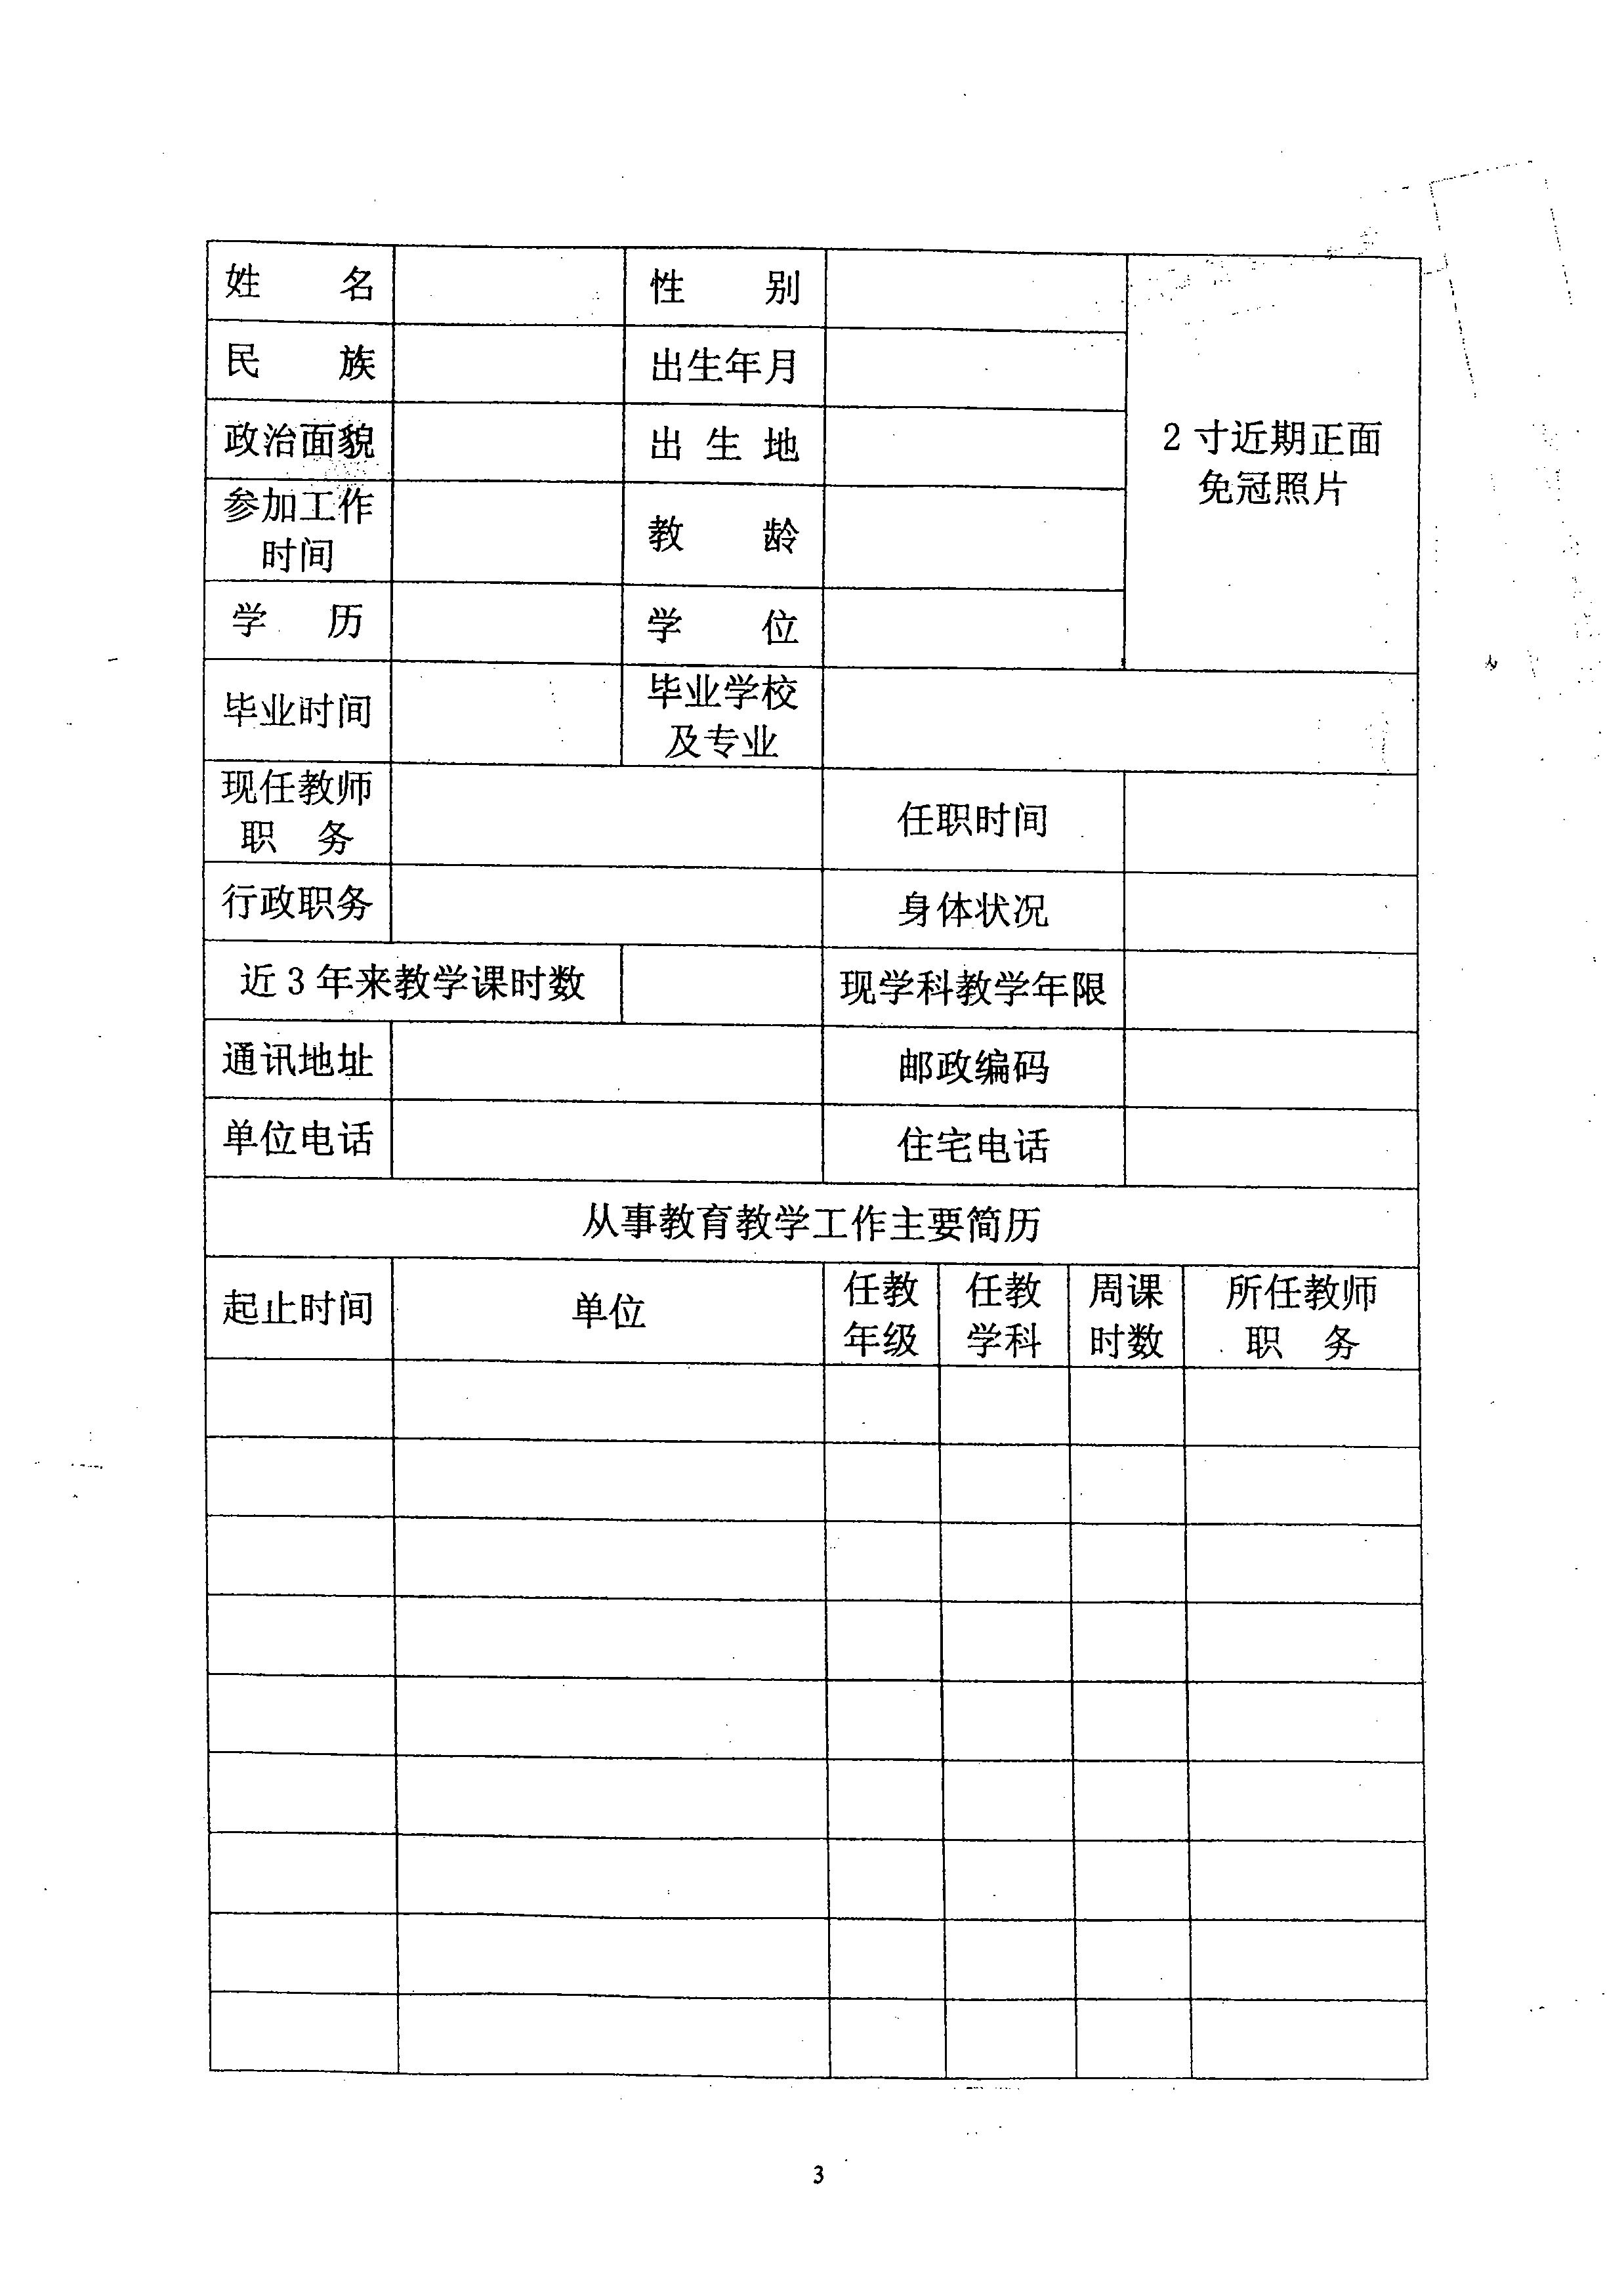 姓 名 性 别
民 族 出生年月
政治面貌 出 生 地 2寸近期正面
免冠照片
参加工作
时间 教 龄
学 历 学 位
毕业时间 毕业学校
及专业
现任教师
职 务 任职时间
行政职务 身体状况
近3年来教学课时数 现学科教学年限
通讯地址 邮政编码
单位电话 住宅电话
从事教育教学工作主要简历
起止时间 单位 任教 任教 周课 所任教师
年级 学科 时数 职 务
3